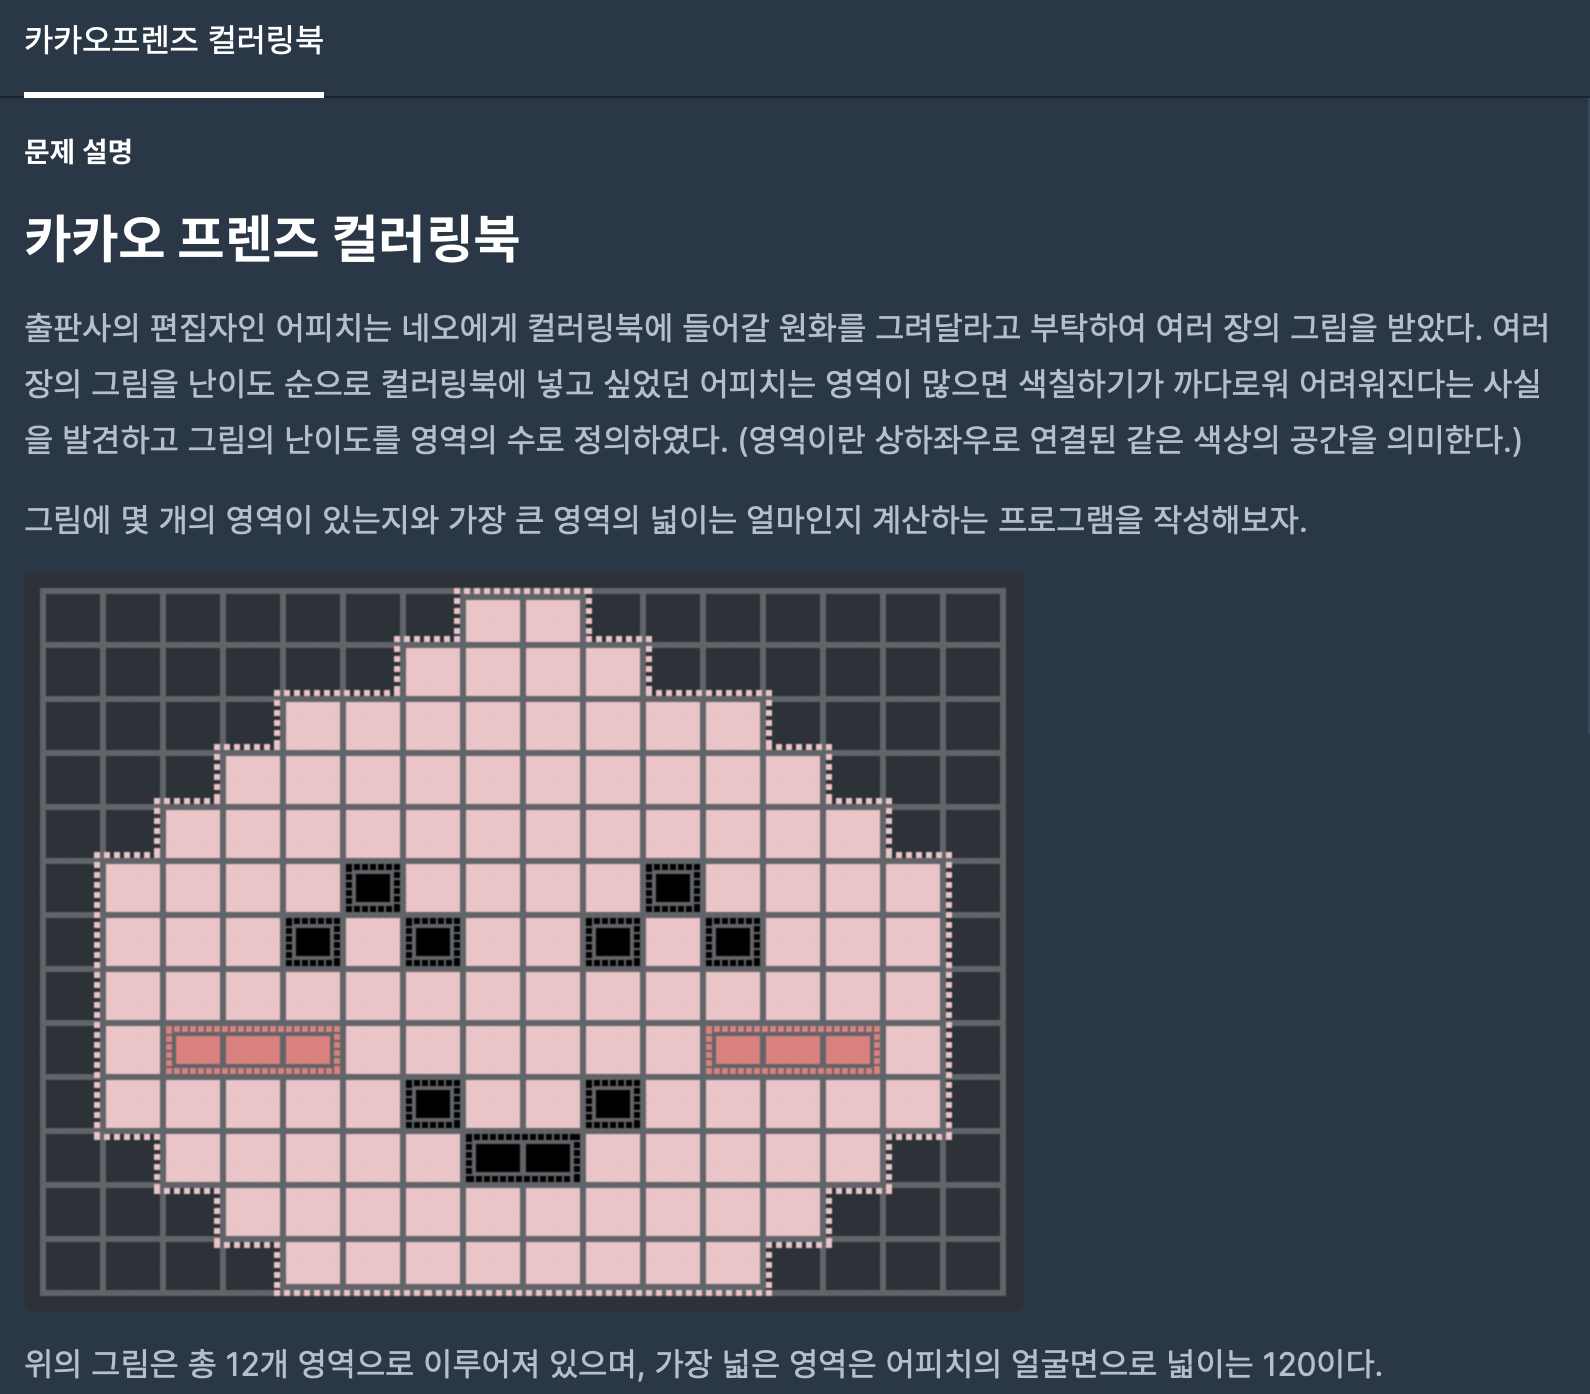 카카오프렌즈 컬러링북
문제 설명
카카오 프렌즈 컬러링북
출판사의 편집자인 어피치는 네오에게 컬러링북에 들어갈 원화를 그려달라고 부탁하여 여러 장의 그림을 받았다. 여러
장의 그림을 난이도 순으로 컬러링북에 넣고 싶었던 어피치는 영역이 많으면 색칠하기가 까다로워 어려워진다는 사실
을 발견하고 그림의 난이도를 영역의 수로 정의하였다. (영역이란 상하좌우로 연결된 같은 색상의 공간을 의미한다.)
그림에 몇 개의 영역이 있는지와 가장 큰 영역의 넓이는 얼마인지 계산하는 프로그램을 작성해보자.
위의 그림은 총 12개 영역으로 이루어져 있으며, 가장 넓은 영역은 어피치의 얼굴면으로 넓이는 120이다.